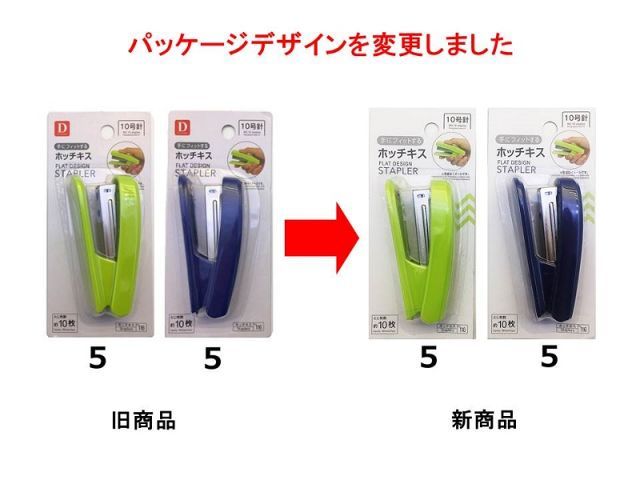 パッケージデザインを変更しました
D
10号針
手にフィットする
ホッチキス
FLAT DESIGN
STAPLER
約10枚
D
10号針
手にフィットする
ホッチキス
FLAT DESIGN
STAPLER
約10枚
10号針
手にフィットする
ホッチキス
FLAT DESIGN
STAPLER
約10枚
10号針
手にフィットする
ホッチキス
FLAT DESIGN
STAPLER
約10枚
5
5
5
5
旧商品
新商品